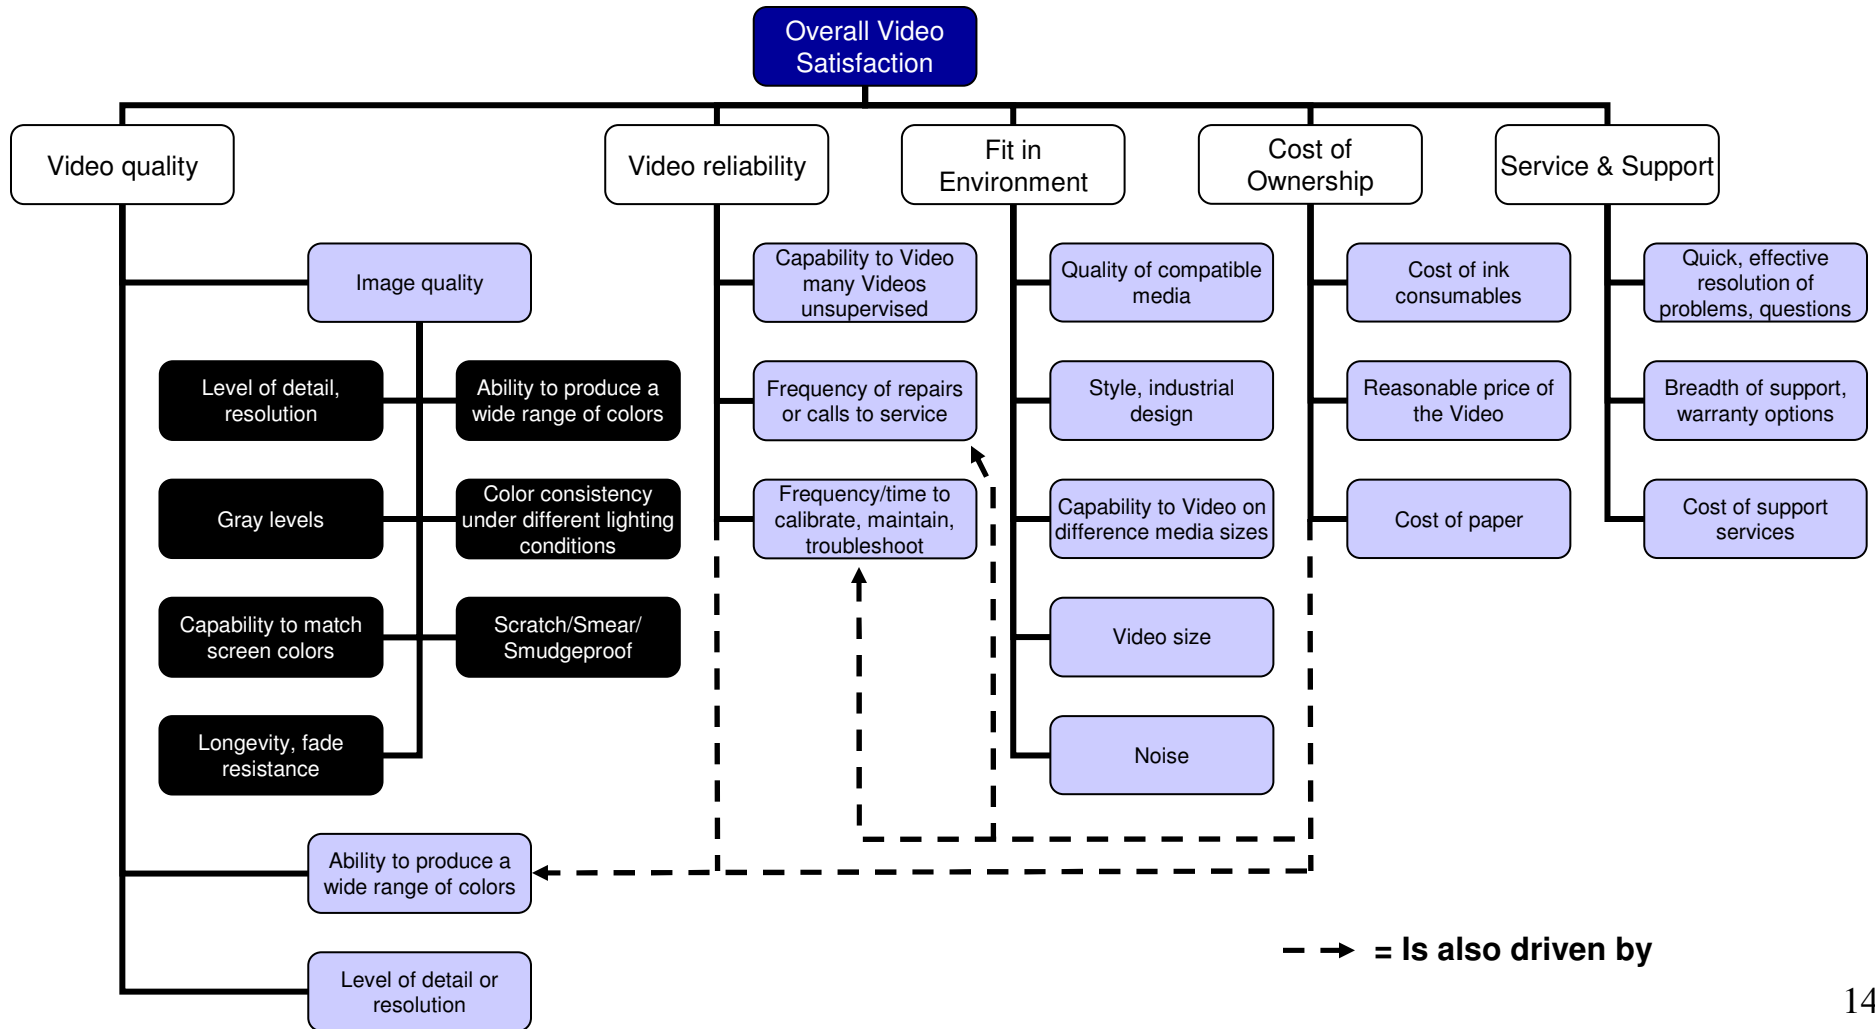 Overall Video
Satisfaction
Video quality
Video reliability
Fit in
Environment
Cost of
Ownership
Service & Support
Image quality
Level of detail,
resolution
Ability to produce a
wide range of colors
Gray levels
Color consistency
under different lighting
conditions
Capability to match
screen colors
Scratch/Smear/
Smudgeproof
Longevity, fade
resistance
Ability to produce a
wide range of colors
Level of detail or
resolution
Capability to Video
many Videos
unsupervised
Frequency of repairs
or calls to service
Frequency/time to
calibrate, maintain,
troubleshoot
Quality of compatible
media
Style, industrial
design
Capability to Video on
difference media sizes
Video size
Noise
Cost of ink
consumables
Reasonable price of
the Video
Cost of paper
Quick, effective
resolution of
problems, questions
Breadth of support,
warranty options
Cost of support
services
= Is also driven by
14